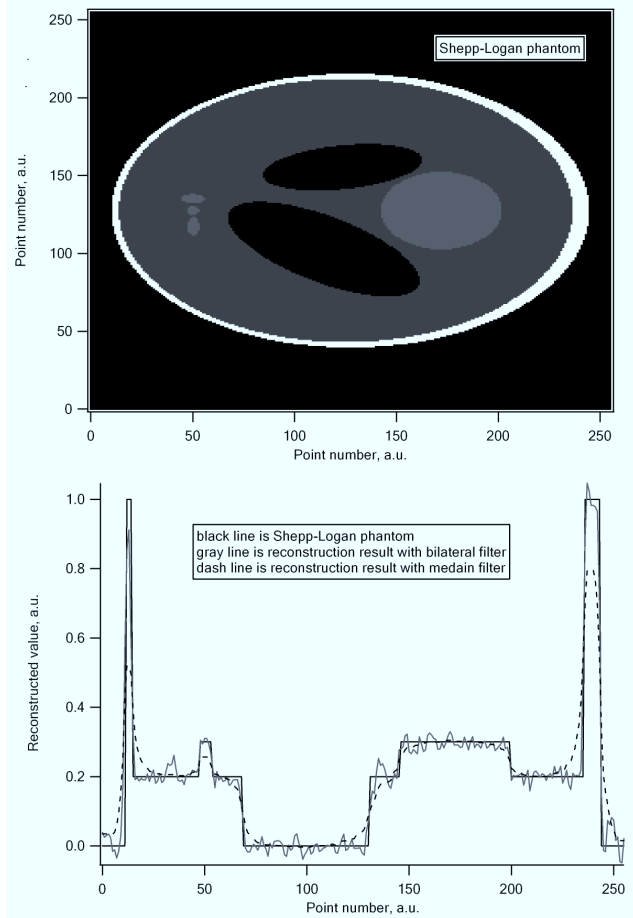 250
Shepp-Logan phantom
200
150
100
50
0
Point number, a.u.
0 50 100 150 200 250
Point number, a.u.
1.0
0.8
0.6
0.4
0.2
0.0
Reconstructed value, a.u.
black line is Shepp-Logan phantom
gray line is reconstruction result with bilateral filter
dash line is reconstruction result with medain filter
0 50 100 150 200 250
Point number, a.u.